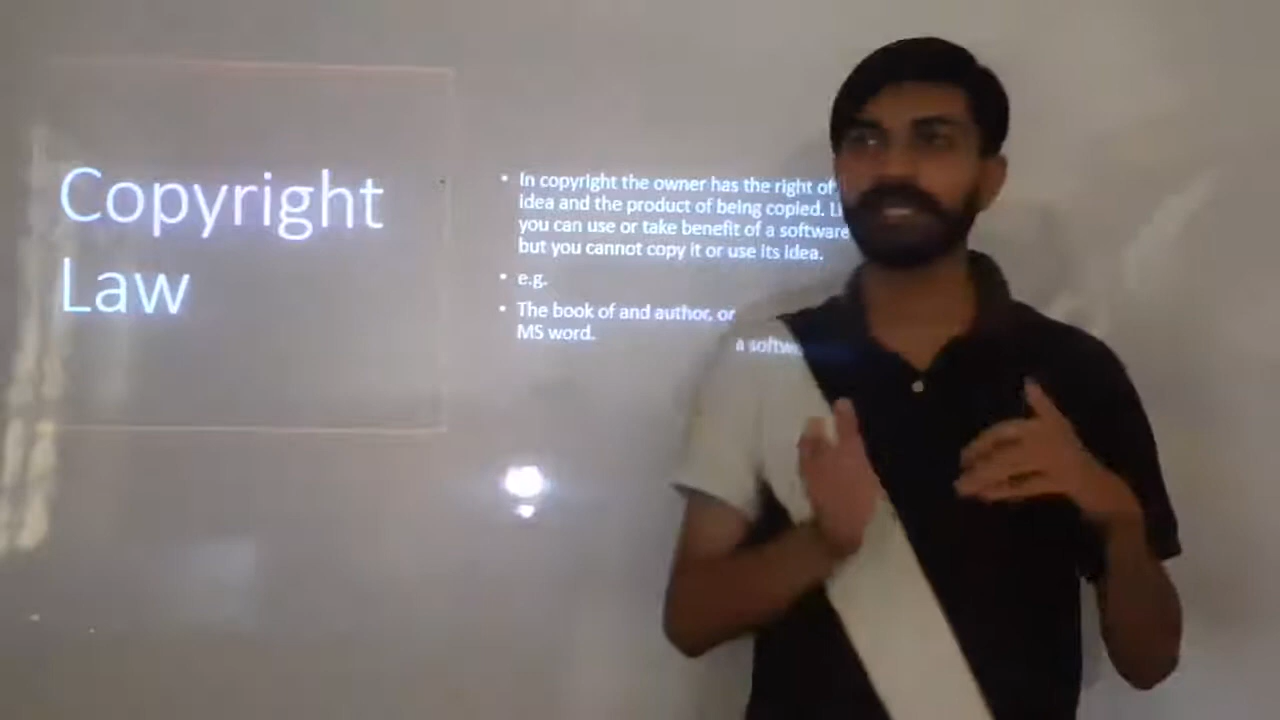 Copyright
Law
• In copyright the owner has the right of
idea and the product of being copied.
you can use or take benefit of a software
but you cannot copy it or use its idea.
• e.g.
• The book of and author, or
a softw
MS word.